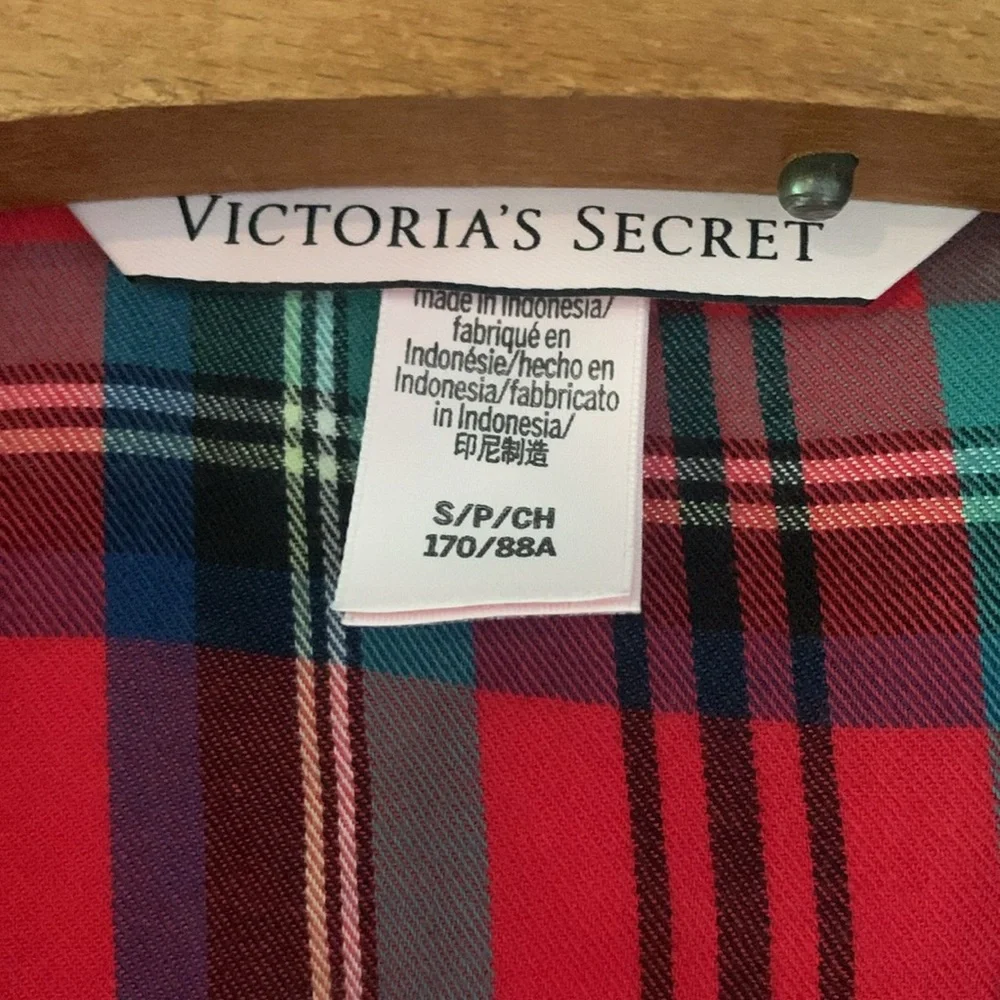 VICTORIA'S SECRET
made in Indonesia/
fabriqué en
Indonésie/hecho en
Indonesia/fabbricato
in Indonesia/
印尼制造
S/P/CH
170/88A